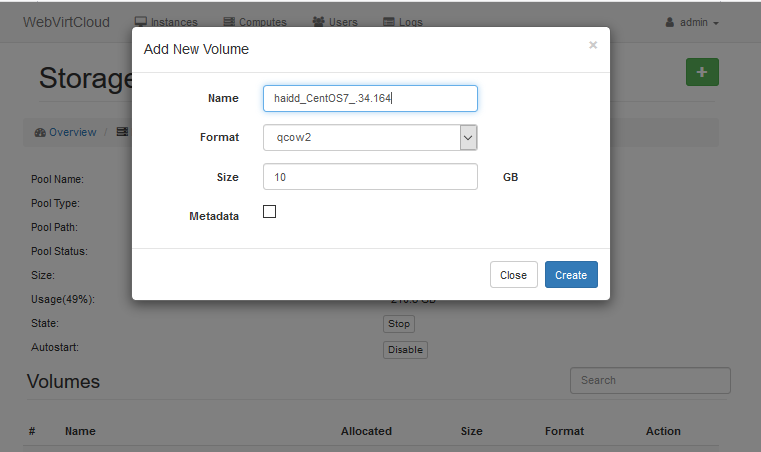 WebVirtCloud Instances Computes Users Logs admin
Add New Volume ×
Storage
Name haidd_CentOS7_.34.164
Format qcow2
Overview /
Size 10 GB
Pool Name:
Pool Type:
Metadata
Pool Path:
Pool Status:
Size:
Close Create
Usage(49%):
State: Stop
Autostart: Disable
Volumes Search
# Name Allocated Size Format Action